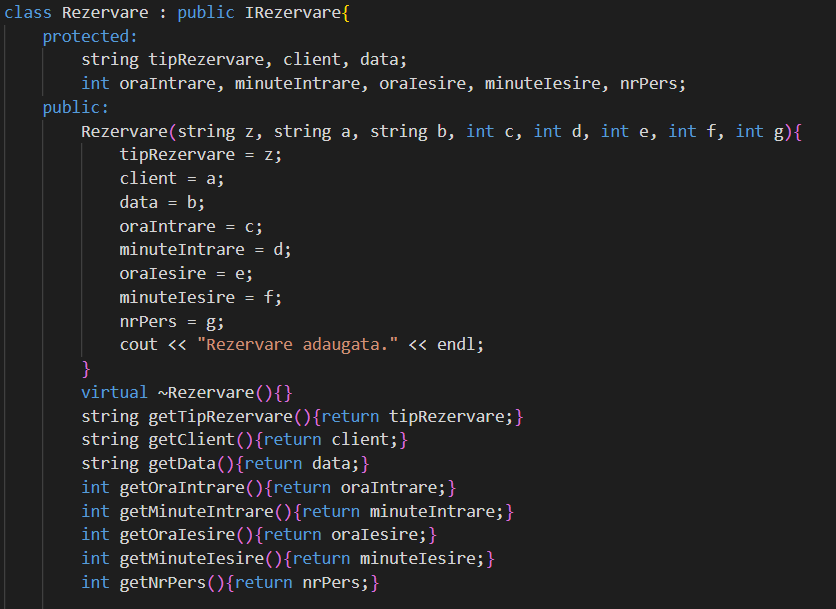 class Rezervare : public IRezervare{
protected:
string tipRezervare, client, data;
int oraIntrare, minuteIntrare, oraIesire, minuteIesire, nrPers;
public:
Rezervare(string z, string a, string b, int c, int d, int e, int f, int g){
tipRezervare = z;
client = a;
data = b;
oraIntrare = c;
minuteIntrare = d;
oraIesire = e;
minuteIesire = f;
nrPers = g;
cout << "Rezervare adaugata." << endl;
}
virtual ~Rezervare(){}
string getTipRezervare(){return tipRezervare;}
string getClient(){return client;}
string getData(){return data;}
int getOraIntrare(){return oraIntrare;}
int getMinuteIntrare(){return minuteIntrare;}
int getOraIesire(){return oraIesire;}
int getMinuteIesire(){return minuteIesire;}
int getNrPers(){return nrPers;}